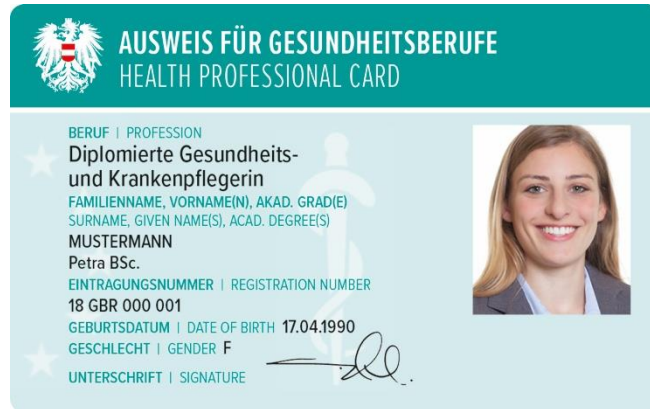 AUSWEIS FÜR GESUNDHEITSBERUFE
HEALTH PROFESSIONAL CARD
BERUF | PROFESSION
Diplomierte Gesundheits-
und Krankenpflegerin
FAMILIENNAME, VORNAME(N), AKAD. GRAD(E)
SURNAME, GIVEN NAME(S), ACAD. DEGREE(S)
MUSTERMANN
Petra BSc.
EINTRAGUNGSNUMMER | REGISTRATION NUMBER
18 GBR 000 001
GEBURTSDATUM | DATE OF BIRTH 17.04.1990
GESCHLECHT | GENDER F
UNTERSCHRIFT | SIGNATURE